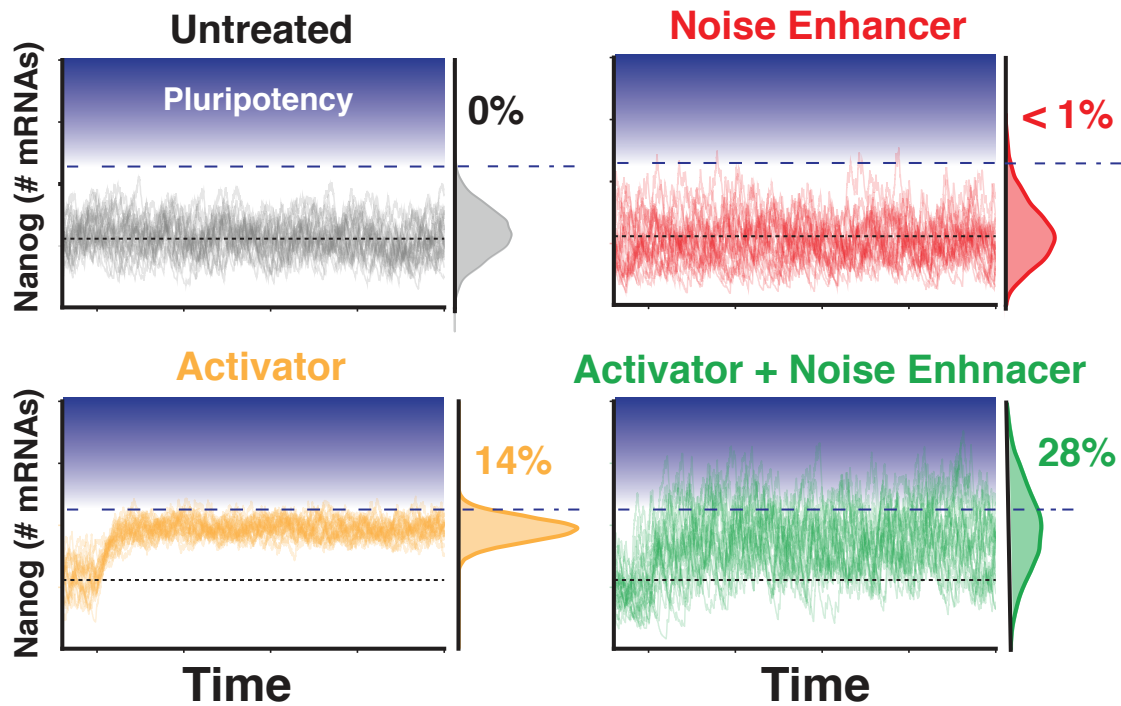 Untreated
Nanog (# mRNAs)
Pluripotency
0%
Noise Enhancer
< 1%
Activator
Nanog (# mRNAs)
14%
Time
Activator + Noise Enhnacer
28%
Time